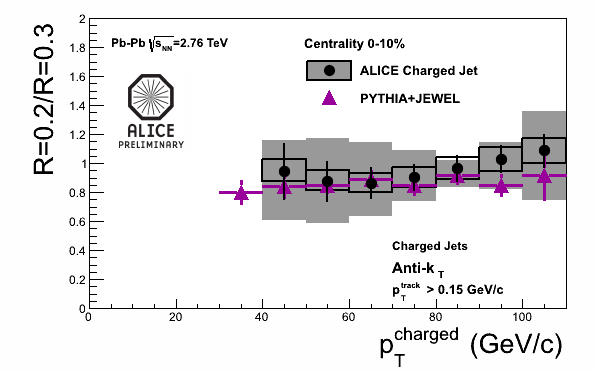 Pb-Pb √sNN=2.76 TeV
Centrality 0-10%
ALICE Charged Jet
PYTHIA+JEWEL
ALICE
PRELIMINARY
R=0.2/R=0.3
2
1.8
1.6
1.4
1.2
1
0.8
0.6
0.4
0.2
0
Charged Jets
Anti-kT
pTtrack > 0.15 GeV/c
0 20 40 60 80 100
pTcharged (GeV/c)